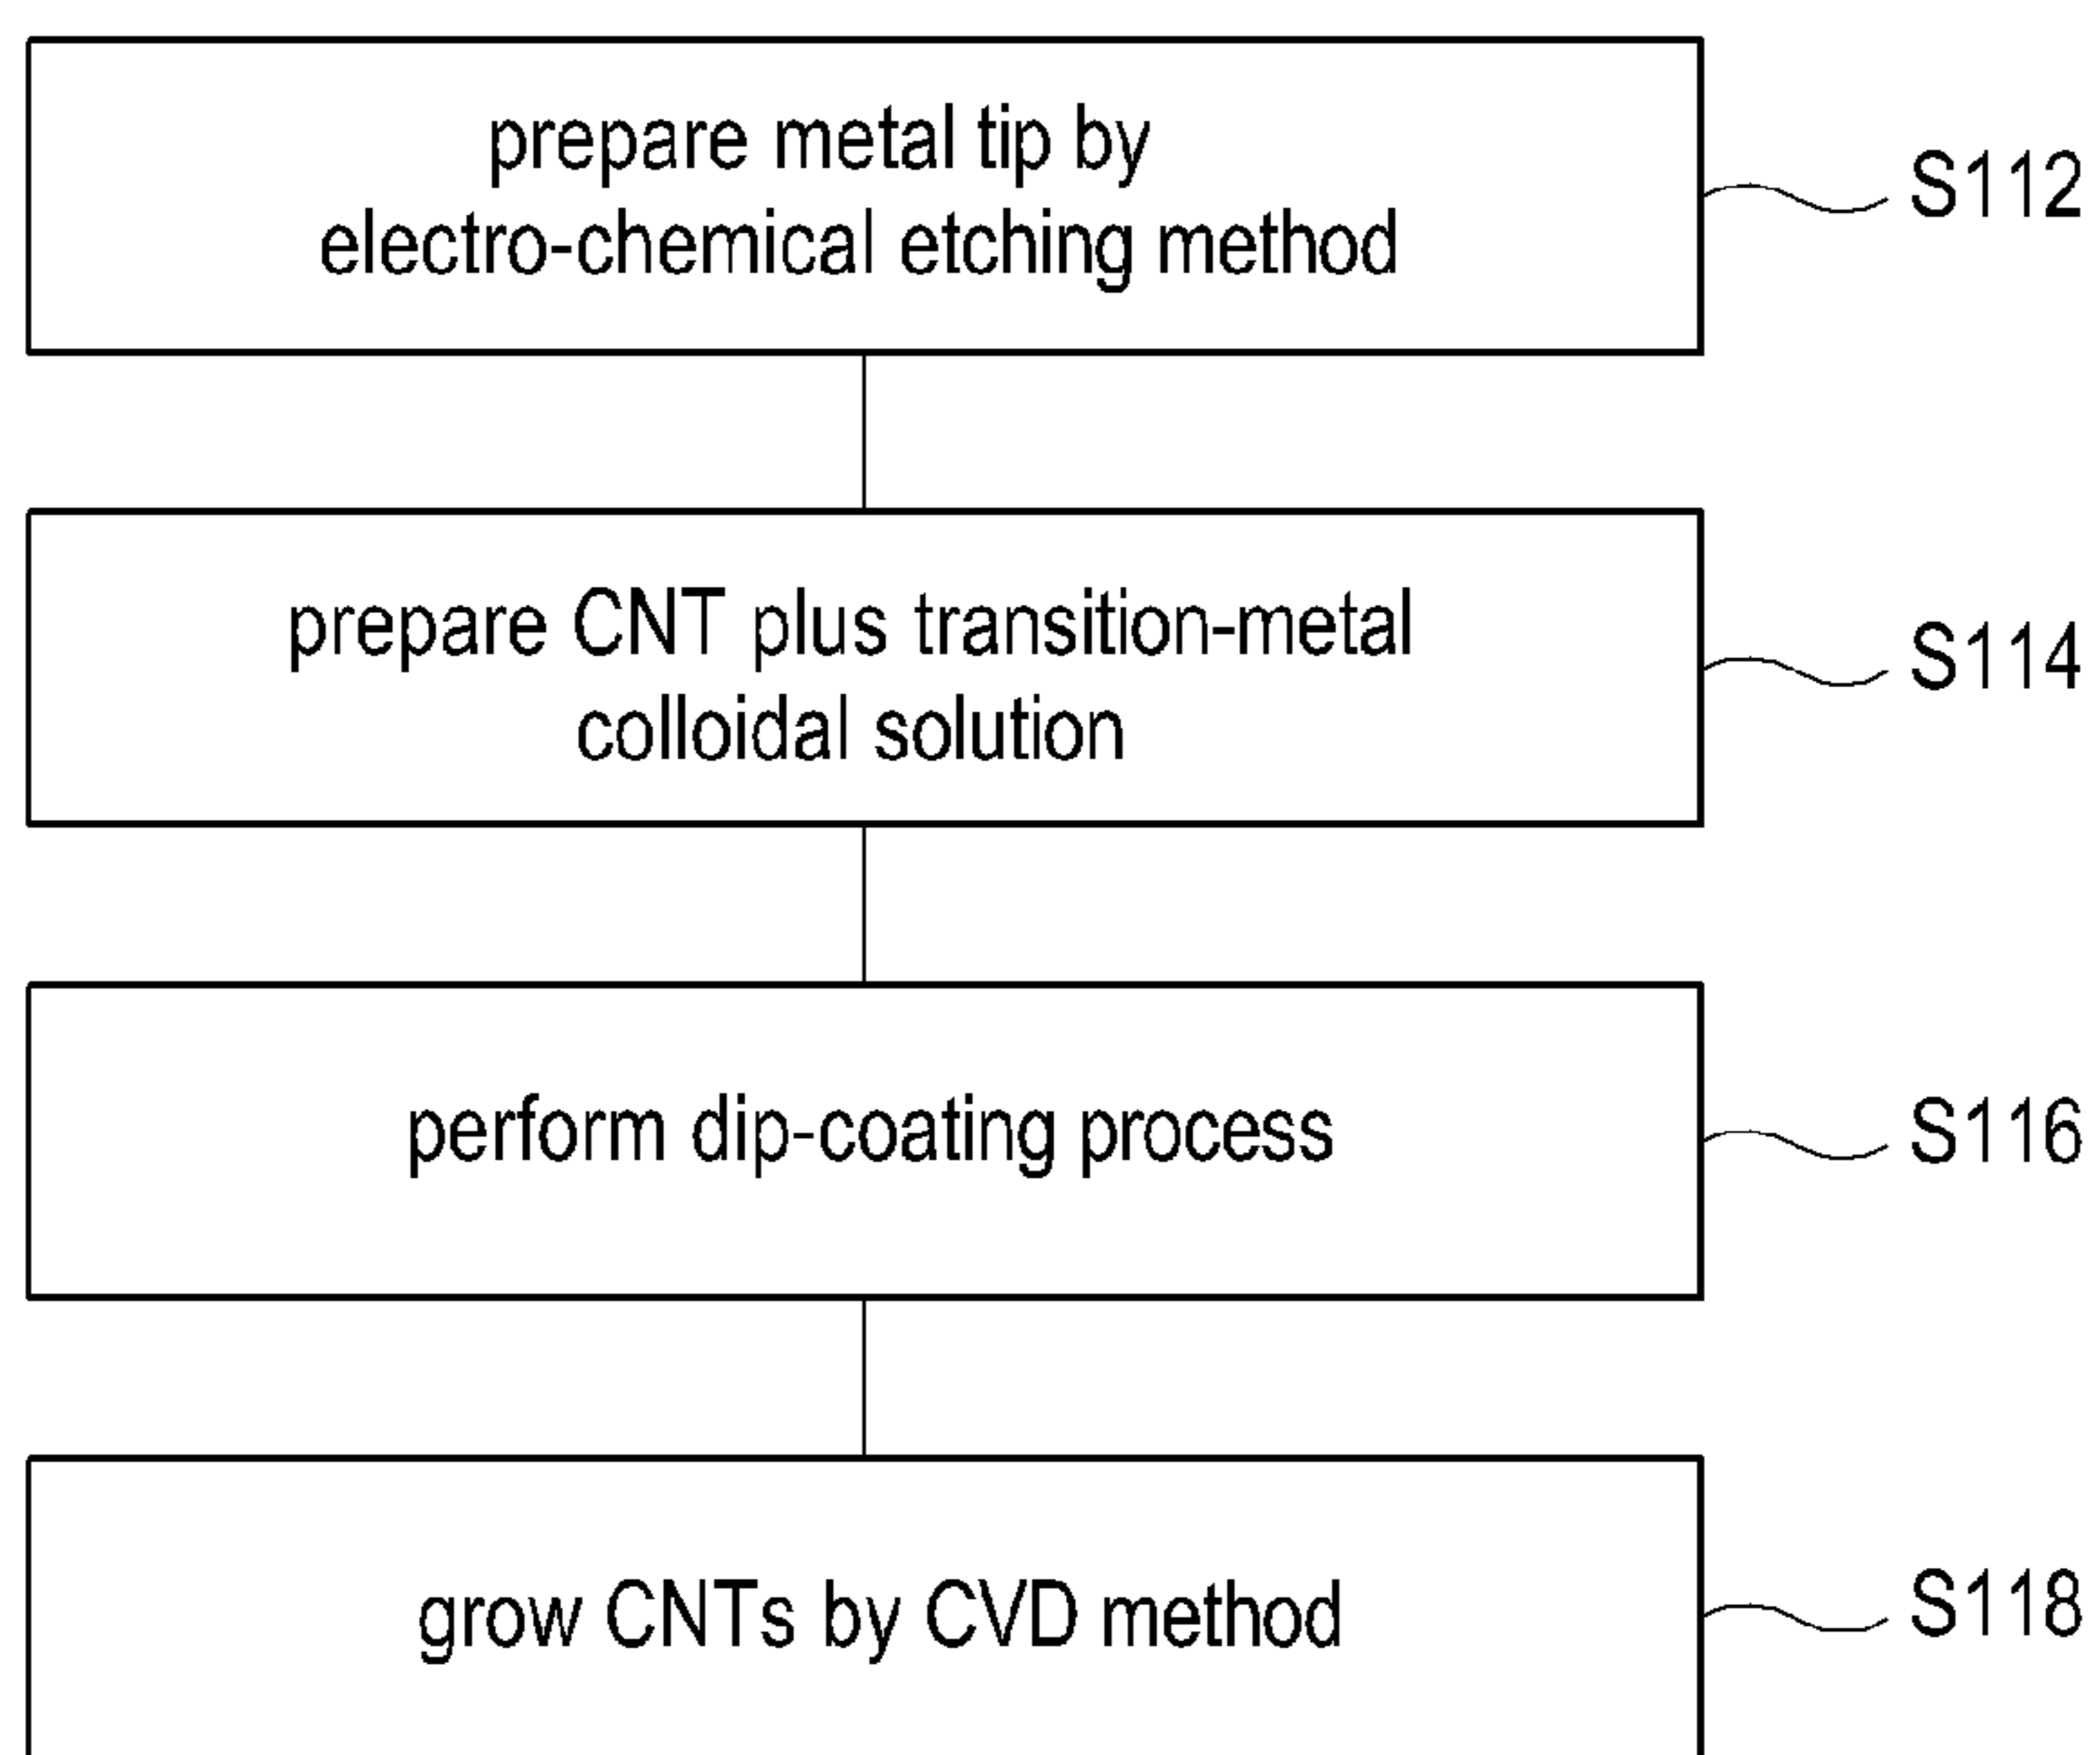 prepare metal tip by
electro-chemical etching method
S112
prepare CNT plus transition-metal
colloidal solution
S114
perform dip-coating process
S116
grow CNTs by CVD method
S118